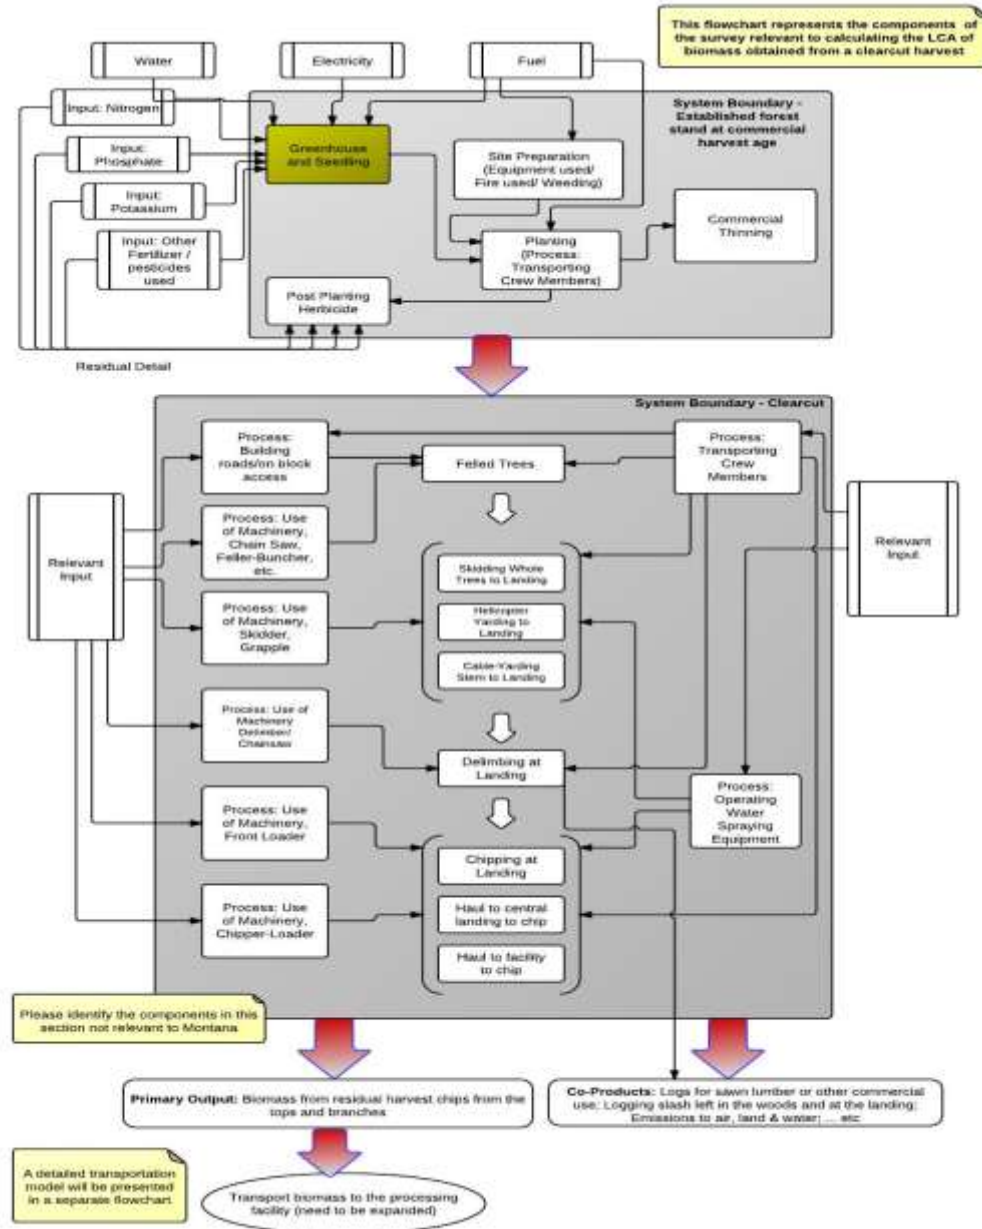 This flowchart represents the components of
the survey relevant to calculating the LCA of
biomass obtained from a clearcut harvest
Water
Electricity
Fuel
Input: Nitrogen
Input:
Phosphate
Input:
Potassium
Input: Other
Fertilizer /
pesticides
used
System Boundary -
Established forest
stand at commercial
harvest age
Greenhouse
and Seedling
Site Preparation
(Equipment used/
Fire used/ Weeding)
Commercial
Thinning
Planting
(Process:
Transporting
Crew Members)
Post Planting
Herbicide
Residual Detail
System Boundary - Clearcut
Process:
Building
roads/on block
access
Felled Trees
Process:
Transporting
Crew
Members
Relevant
Input
Relevant
Input
Process: Use
of Machinery,
Chain Saw,
Feller-Buncher,
etc.
Skidding Whole
Trees to Landing
Process: Use
of Machinery,
Skidder,
Grapple
Helicopter
Yarding to
Landing
Cable-Yarding
Stem to Landing
Process: Use of
Machinery
Delimber/
Chainsaw
Delimbing at
Landing
Process:
Operating
Water
Spraying
Equipment
Process: Use
of Machinery,
Front Loader
Chipping at
Landing
Process: Use
of Machinery,
Chipper-Loader
Haul to central
landing to chip
Haul to facility
to chip
Please identify the components in this
section not relevant to Montana
Primary Output: Biomass from residual harvest chips from the
tops and branches
Co-Products: Logs for sawn lumber or other commercial
use; Logging slash left in the woods and at the landing;
Emissions to air, land & water; ... etc
A detailed transportation
model will be presented
in a separate flowchart
Transport biomass to the processing
facility (need to be expanded)